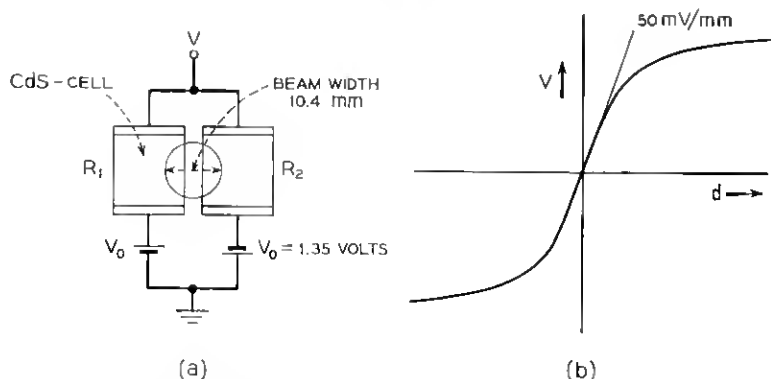 V
CdS-CELL
BEAM WIDTH
10.4 mm
R1
R2
V0
V0 = 1.35 VOLTS
(a)
50 mV/mm
V
d
(b)